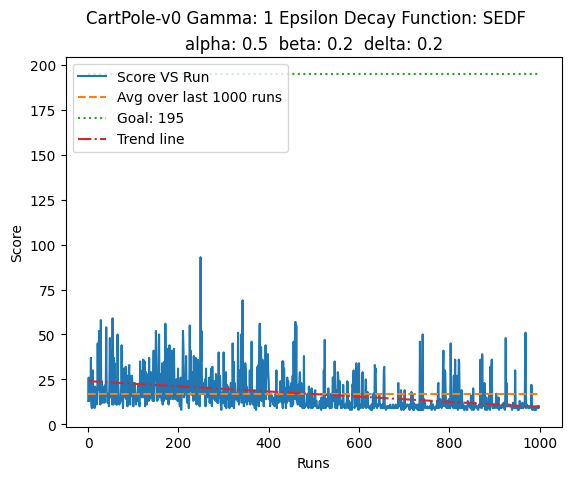 CartPole-v0 Gamma: 1 Epsilon Decay Function: SEDF
alpha: 0.5  beta: 0.2  delta: 0.2
Score VS Run
Avg over last 1000 runs
Goal: 195
Trend line
200
175
150
125
100
75
50
25
0
Score
0 200 400 600 800 1000
Runs